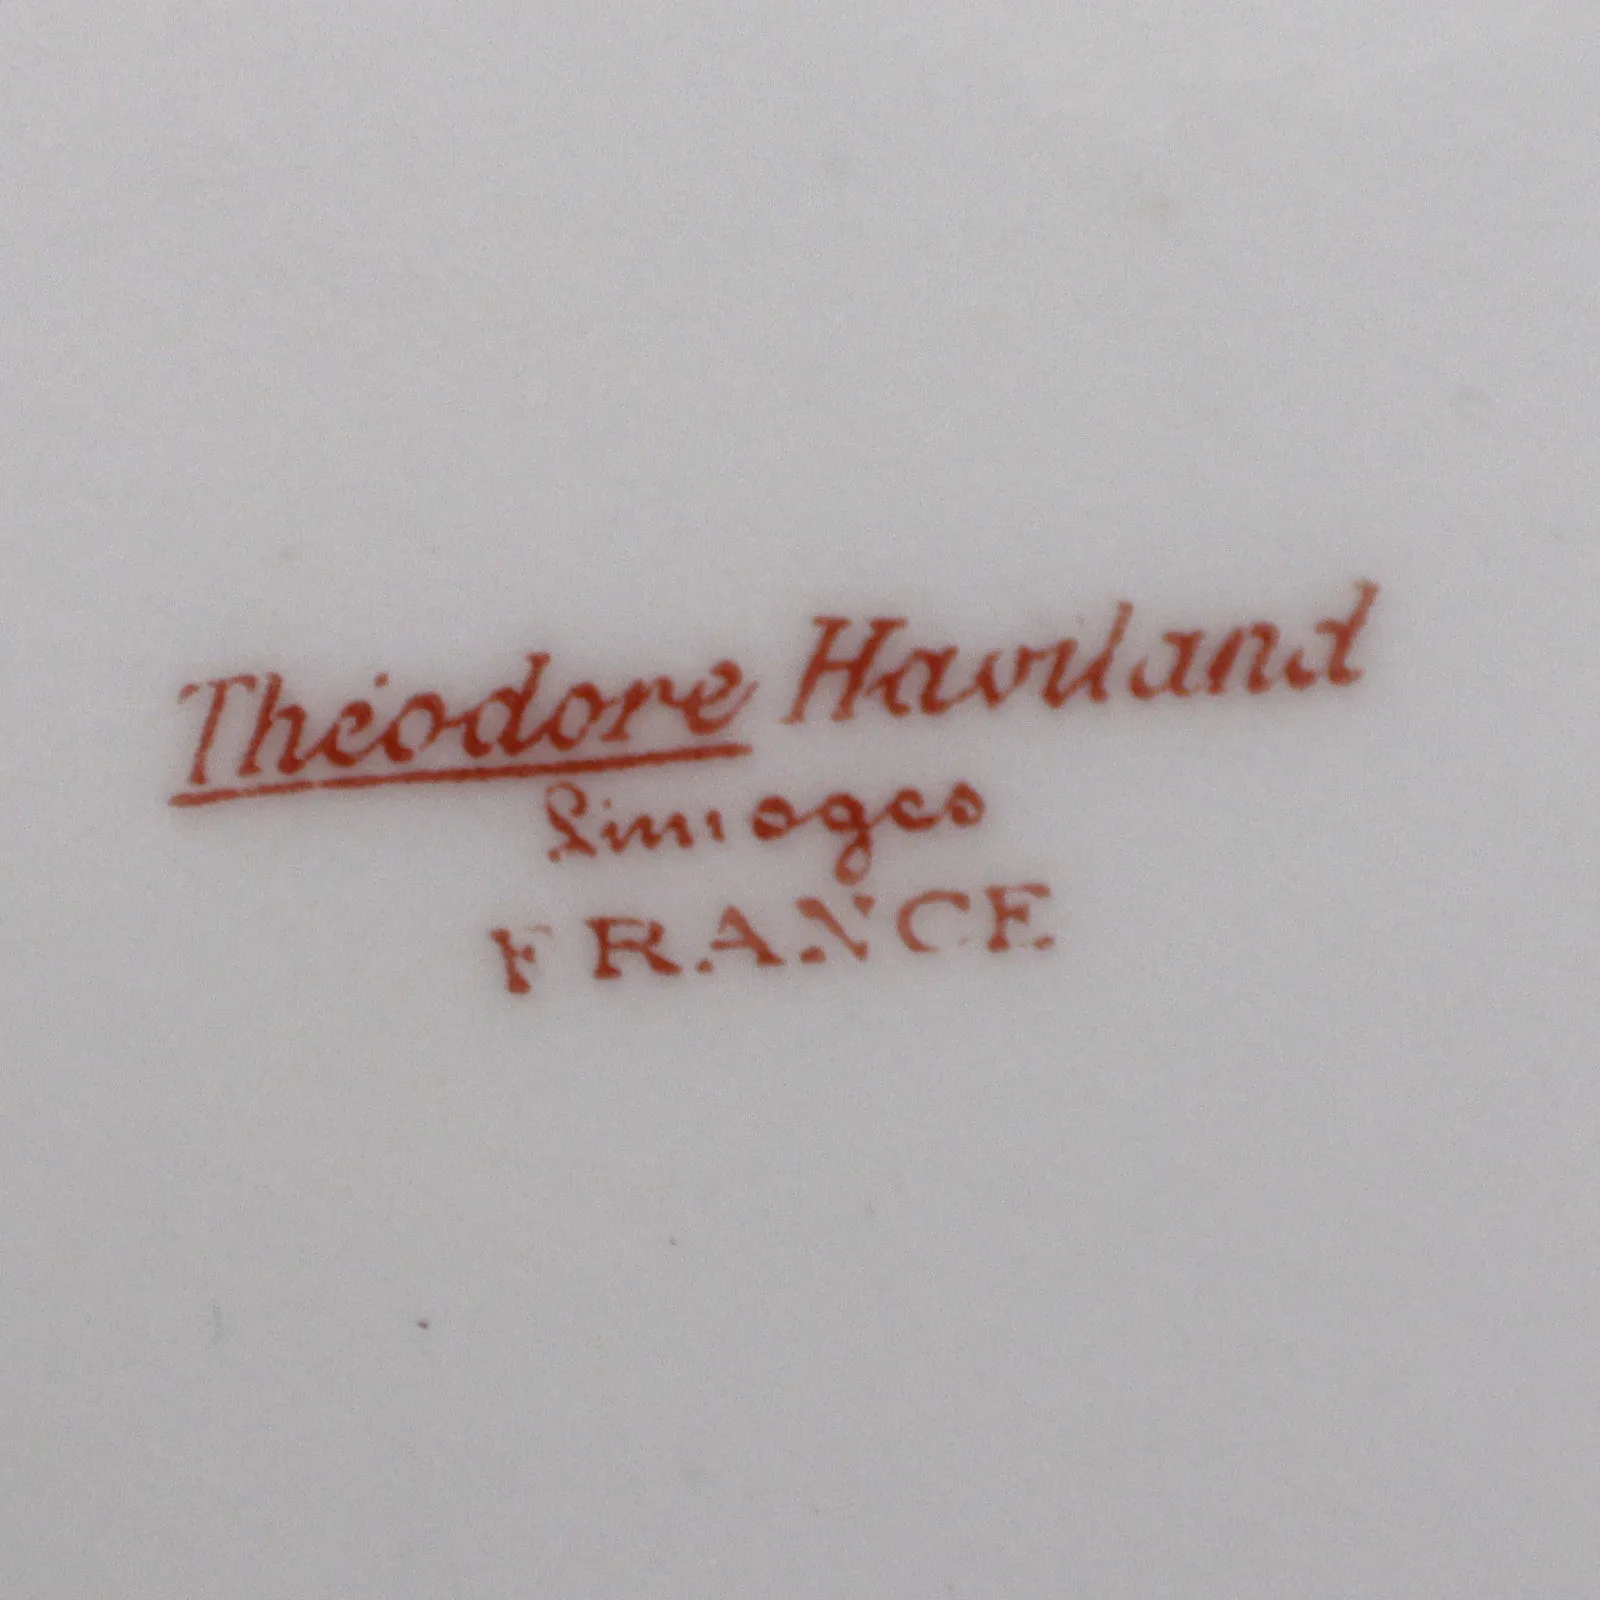 Théodore Haviland
Limoges
FRANCE